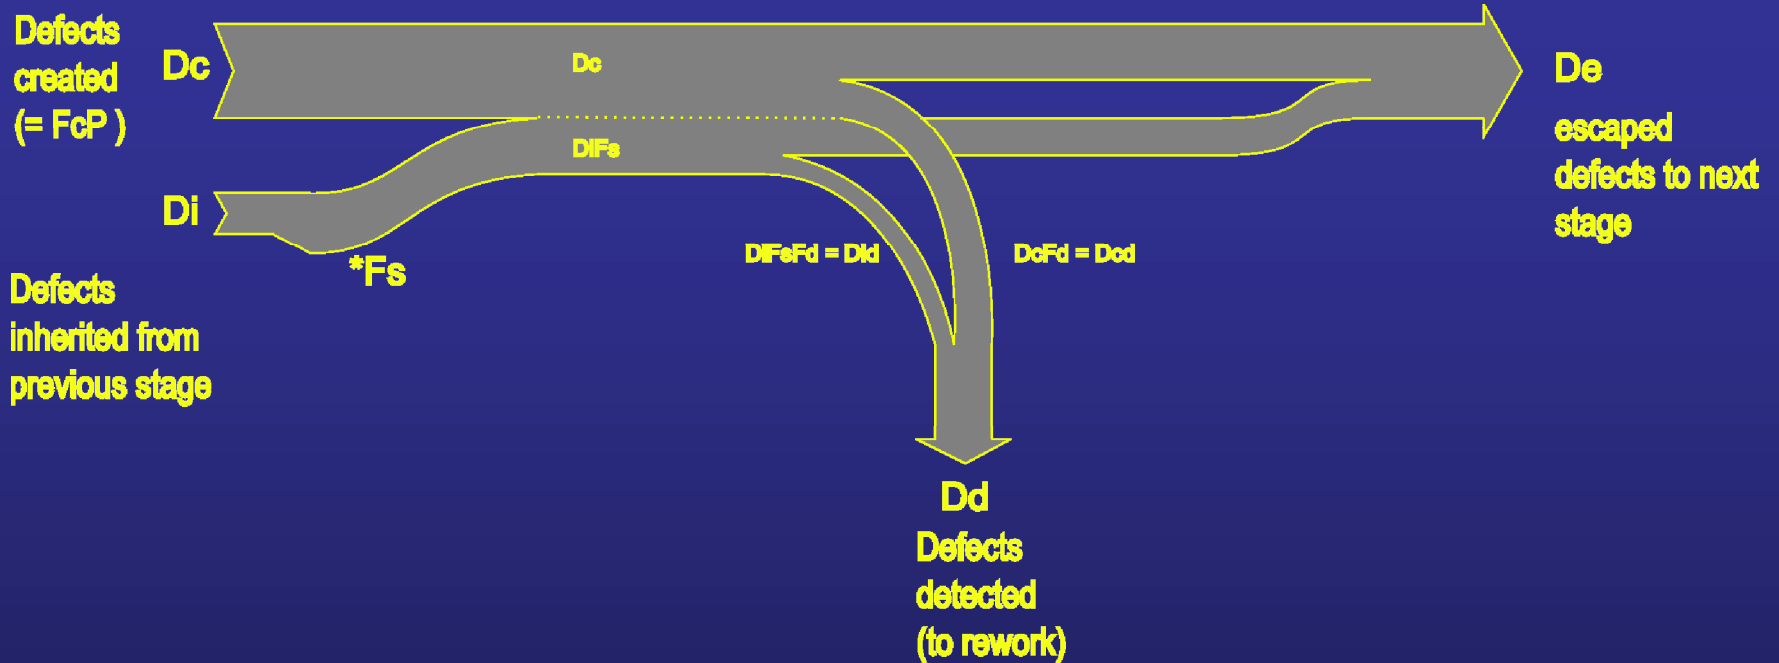 Defects
created
(= FcP )
Dc
Dc
De
escaped
defects to next
stage
DiFs
Di
*Fs
DiFsFd = Did
DcFd = Dcd
Defects
inherited from
previous stage
Dd
Defects
detected
(to rework)